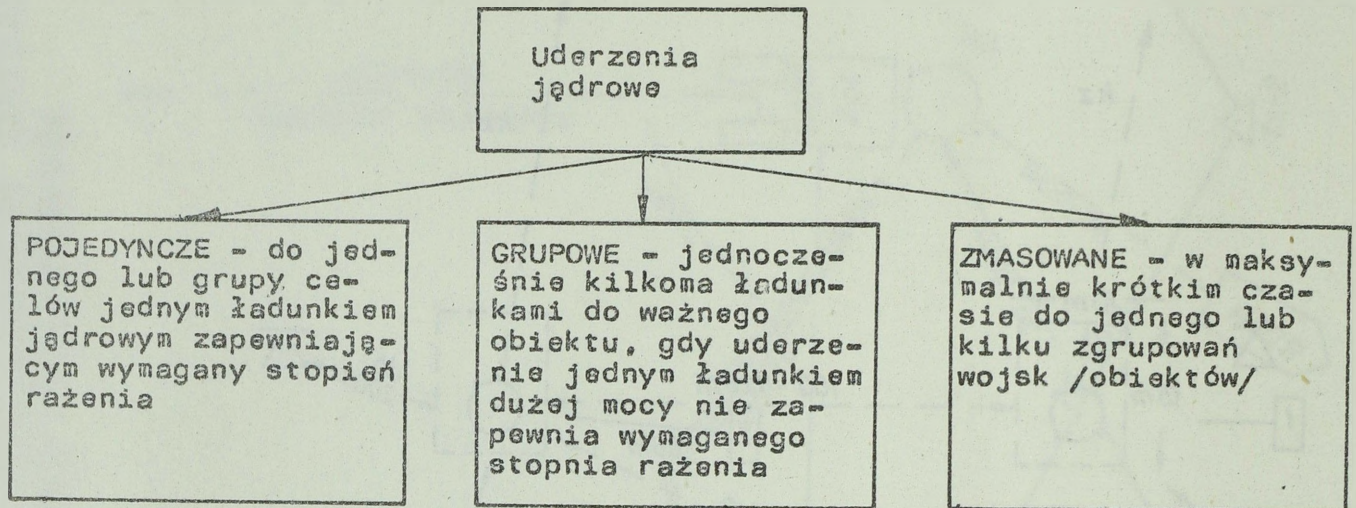 Uderzenia
jądrowe
POJEDYNCZE - do jed-
nego lub grupy ce-
lów jednym ładunkiem
jądrowym zapewniają-
cym wymagany stopień
rażenia
GRUPOWE - jednocze-
śnie kilkoma ładun-
kami do ważnego
obiektu, gdy uderze-
nie jednym ładunkiem
dużej mocy nie za-
pewnia wymaganego
stopnia rażenia
ZMASOWANE - w maksy-
malnie krótkim cza-
sie do jednego lub
kilku zgrupowań
wojsk /obiektów/